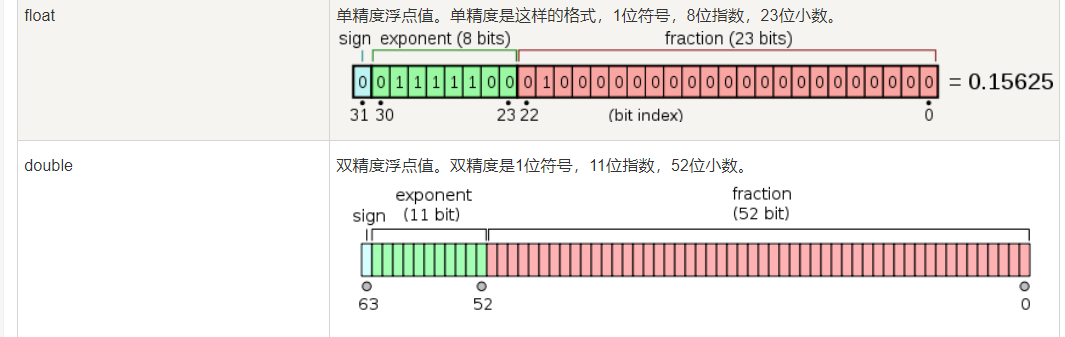 float
单精度浮点值。单精度是这样的格式，1位符号，8位指数，23位小数。
sign exponent (8 bits) fraction (23 bits)
0 0 1 1 1 1 1 0 0 0 1 0 0 0 0 0 0 0 0 0 0 0 0 0 0 0 0 0 0 0 0 0 = 0.15625
31 30 23 22 (bit index) 0
double
双精度浮点值。双精度是1位符号，11位指数，52位小数。
exponent fraction
sign (11 bit) (52 bit)
63 52 0